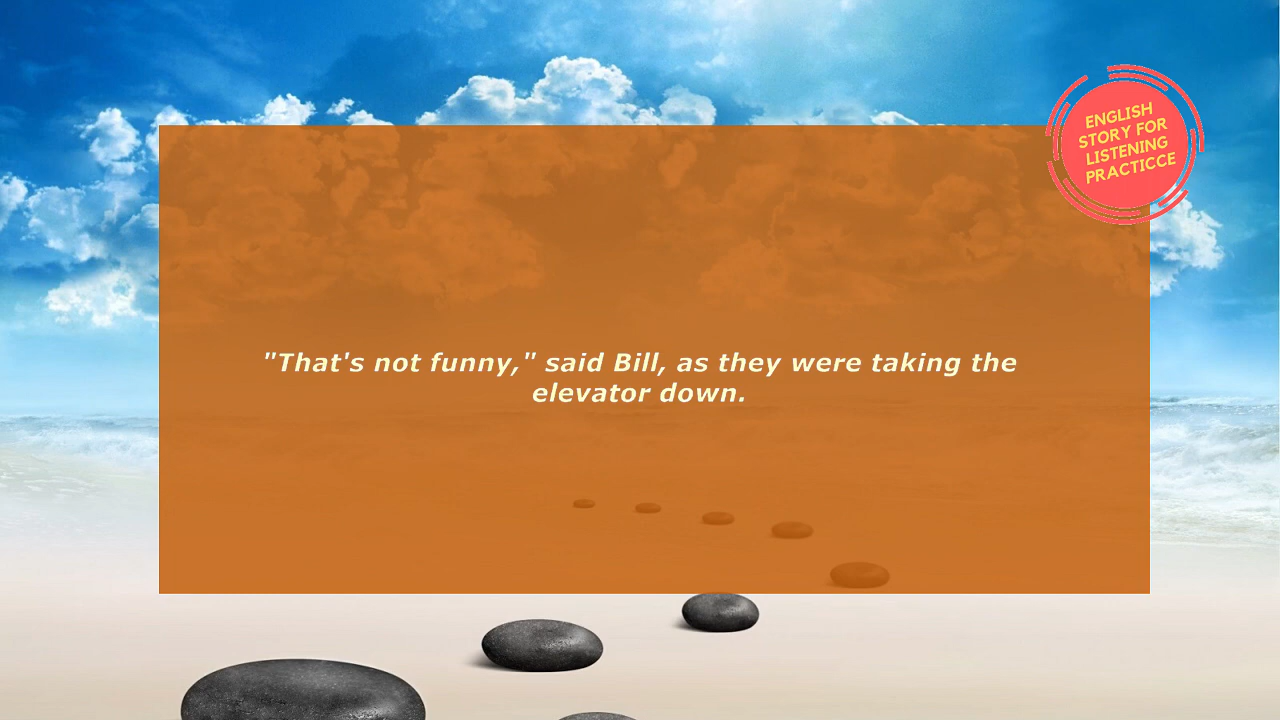 ENGLISH
STORY FOR
LISTENING
PRACTICCE
"That's not funny," said Bill, as they were taking the
elevator down.